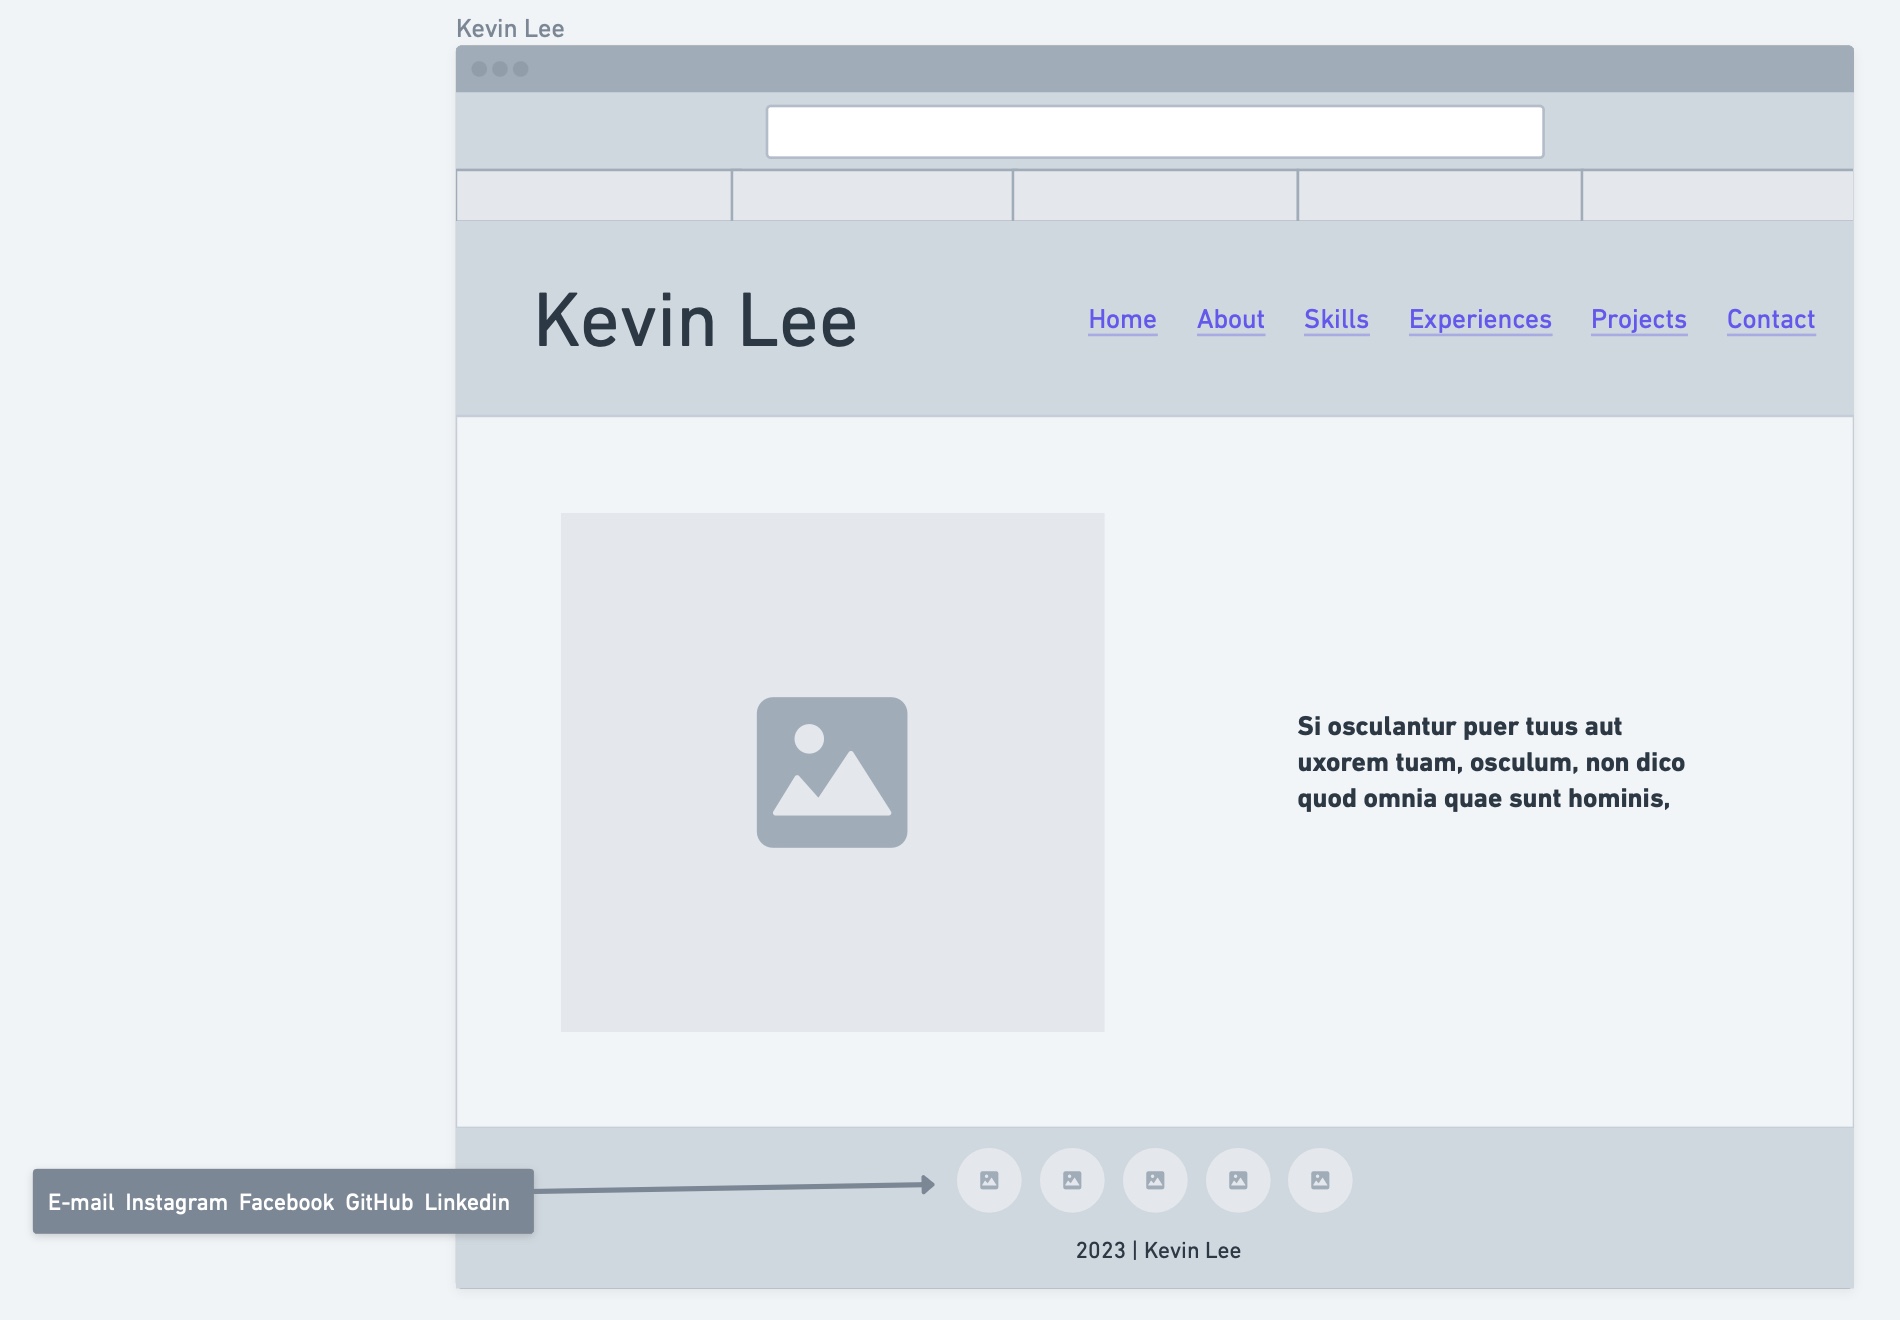 Kevin Lee
Kevin Lee
Home About Skills Experiences Projects Contact
Si osculantur puer tuus aut
uxorem tuam, osculum, non dico
quod omnia quae sunt hominis,
E-mail Instagram Facebook GitHub Linkedin
2023 | Kevin Lee